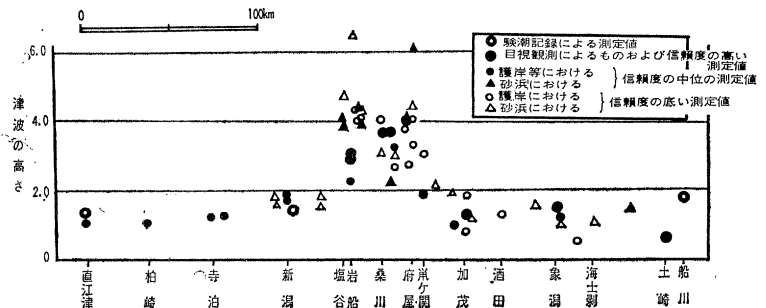 0 100km
験潮記録による測定値
目視観測によるものおよび信頼度の高い
測定値
護岸等における
砂浜における
信頼度の中位の測定値
護岸における
砂浜における
信頼度の底い測定値
津波の高さ
6.0
4.0
2.0
0
直江津
柏崎
寺泊
新潟
塩谷
岩船
桑川
府屋
鼡ケ関
加茂
酒田
象潟
海士剥
土崎
船川